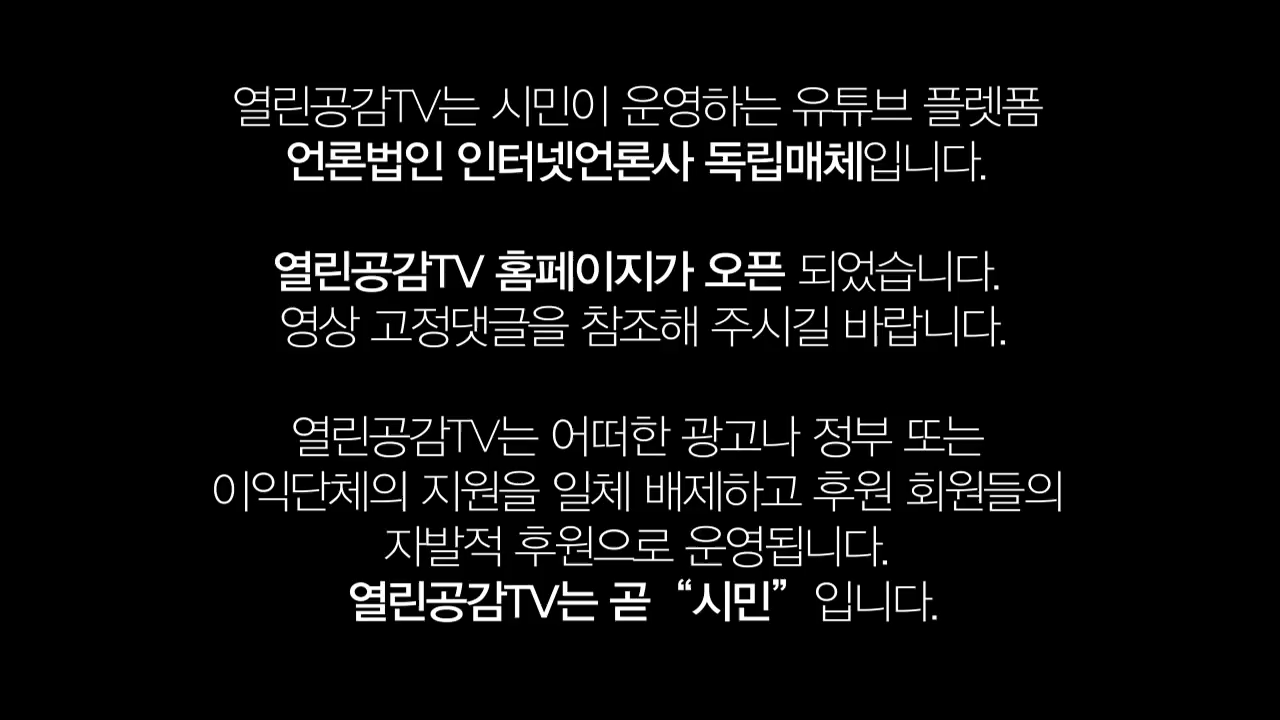 열린공감TV는 시민이 운영하는 유튜브 플렛폼
언론법인 인터넷언론사 독립매체입니다.
열린공감TV 홈페이지가 오픈 되었습니다.
영상 고정댓글을 참조해 주시길 바랍니다.
열린공감TV는 어떠한 광고나 정부 또는
이익단체의 지원을 일체 배제하고 후원 회원들의
자발적 후원으로 운영됩니다.
열린공감TV는 곧 “시민” 입니다.